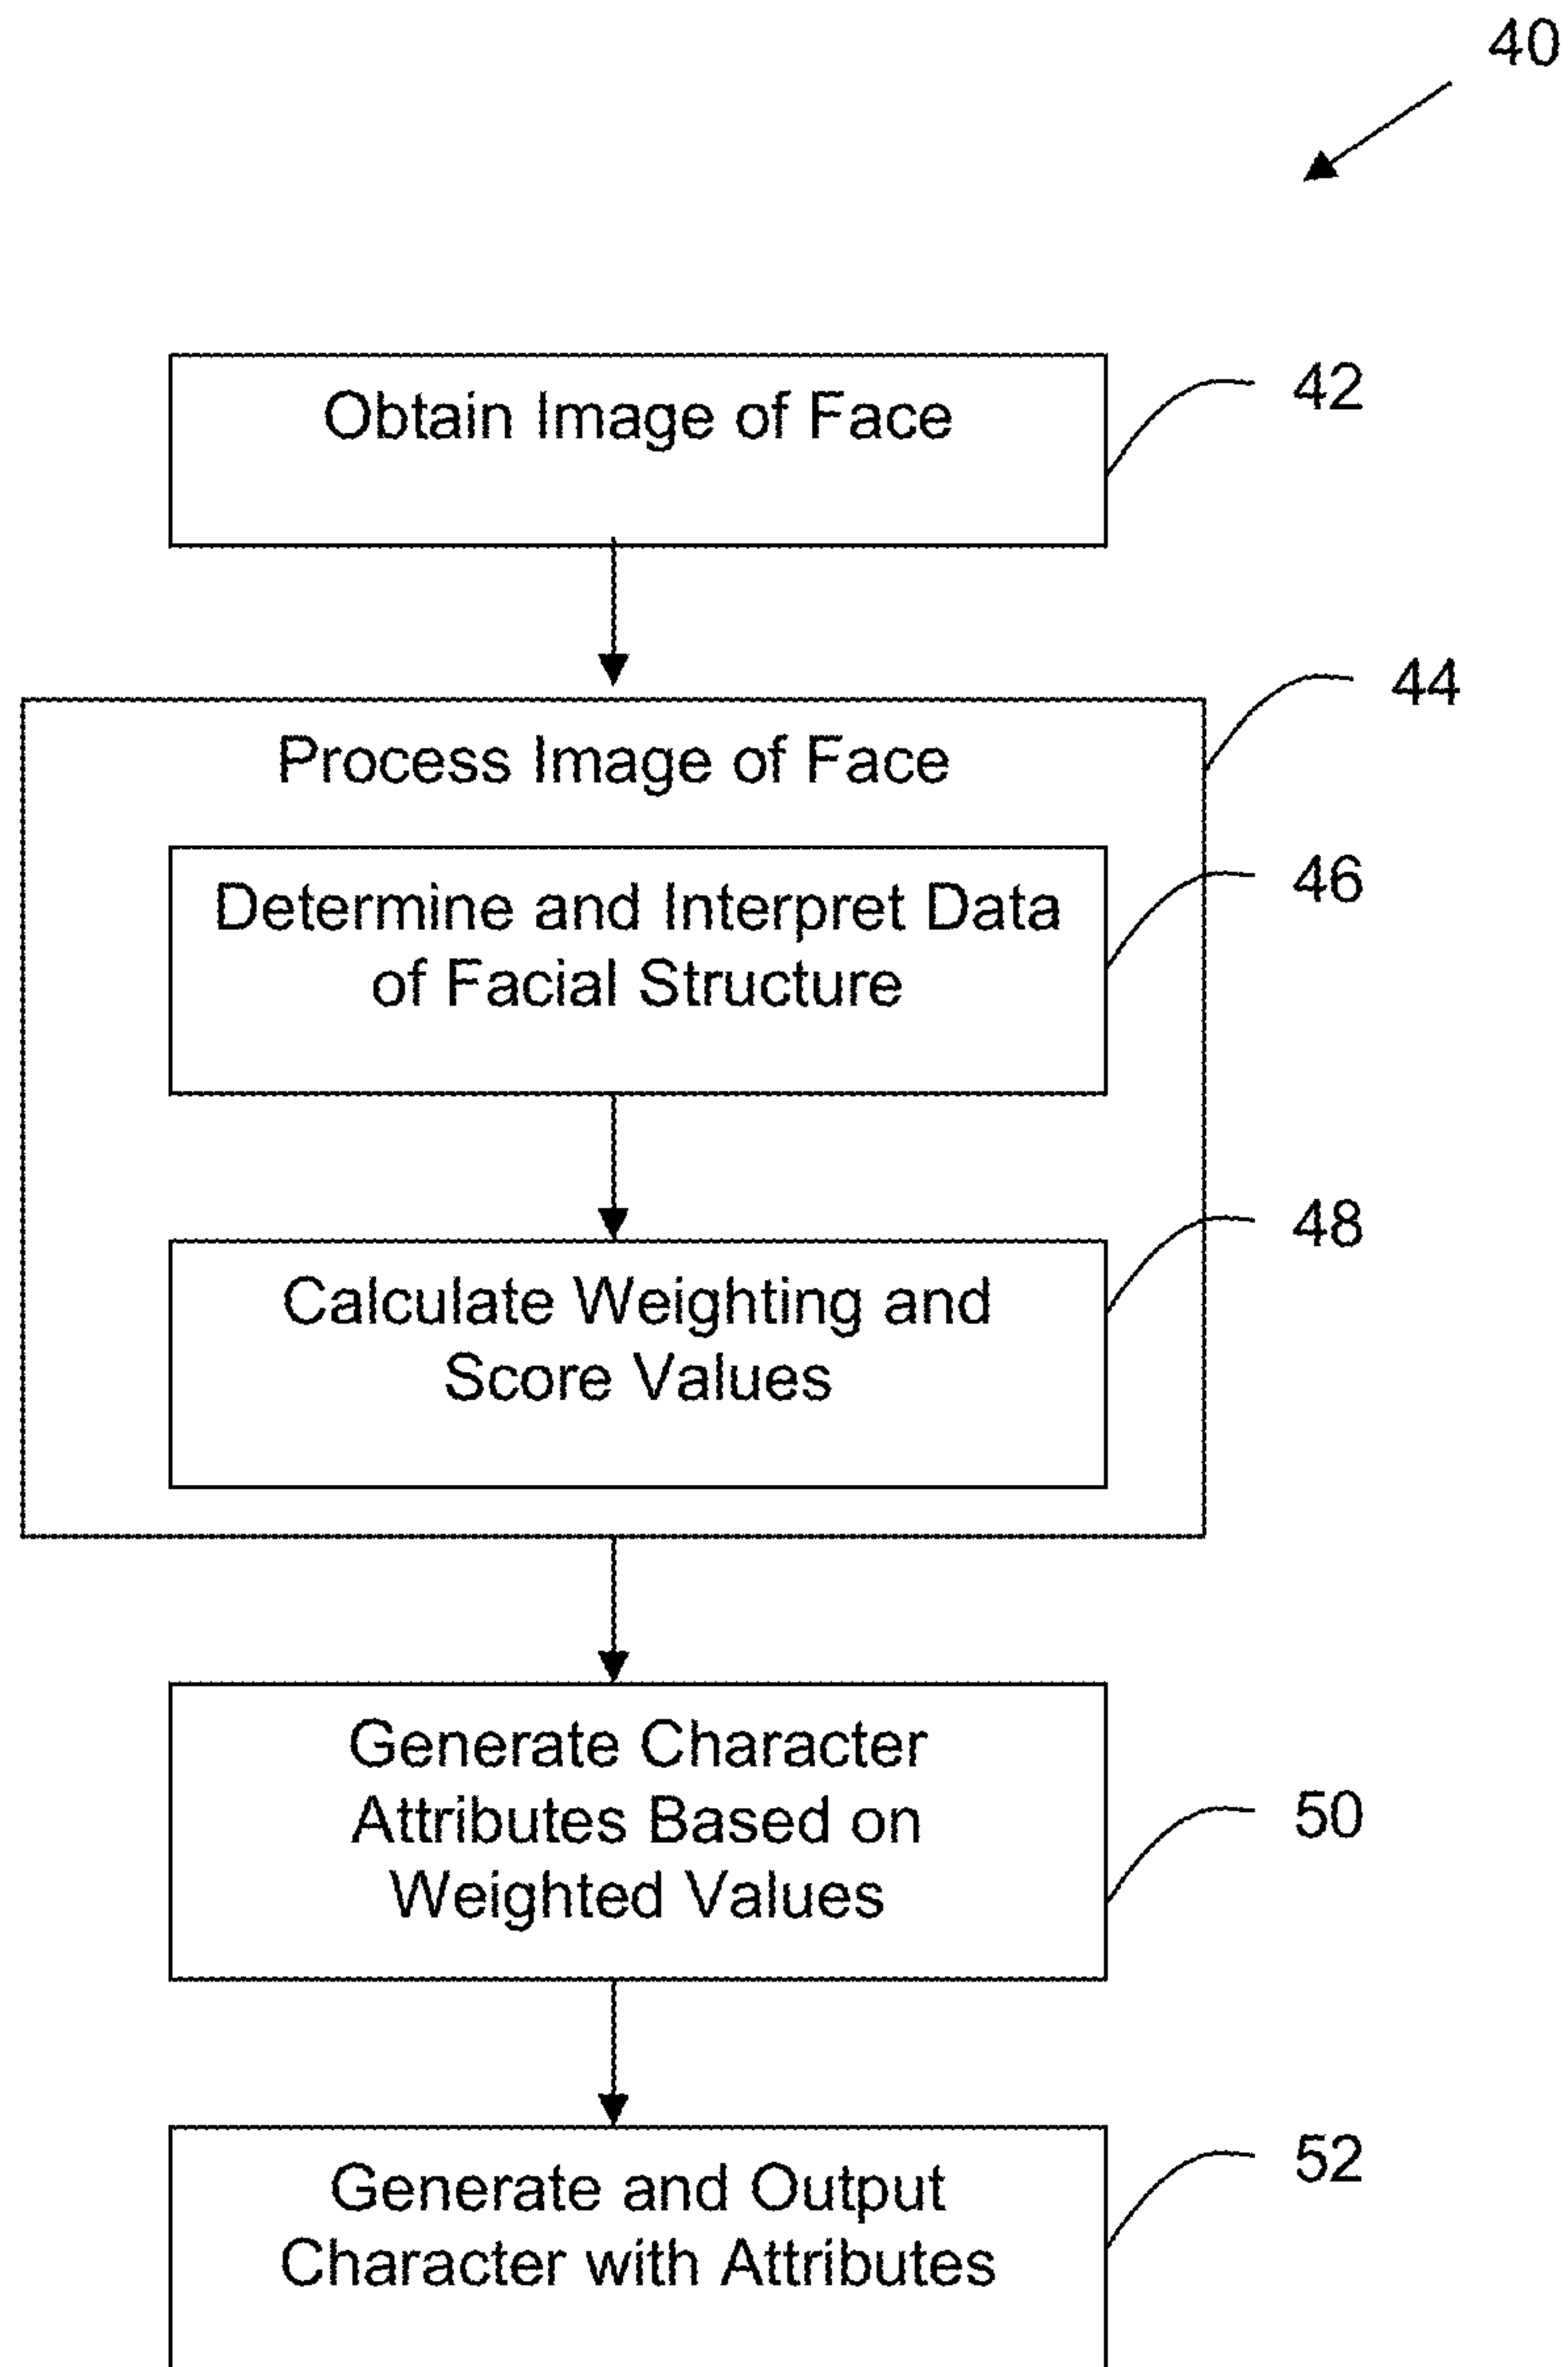 40
Obtain Image of Face
42
44
Process Image of Face
46
Determine and Interpret Data
of Facial Structure
48
Calculate Weighting and
Score Values
Generate Character
Attributes Based on
50
Weighted Values
52
Generate and Output
Character with Attributes